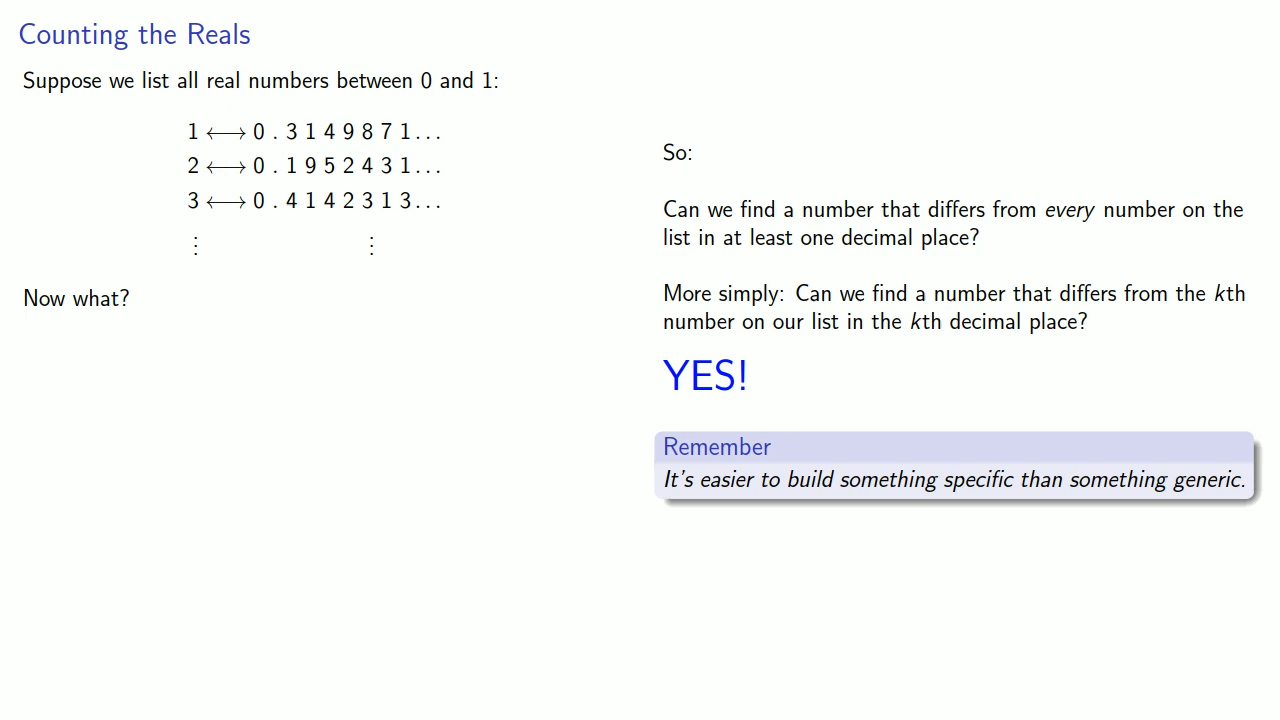 Counting the Reals
Suppose we list all real numbers between 0 and 1:
1 ⟷ 0 . 3 1 4 9 8 7 1 . . .
2 ⟷ 0 . 1 9 5 2 4 3 1 . . .
3 ⟷ 0 . 4 1 4 2 3 1 3 . . .
⋮ ⋮
Now what?
So:
Can we find a number that differs from every number on the
list in at least one decimal place?
More simply: Can we find a number that differs from the kth
number on our list in the kth decimal place?
YES!
Remember
It's easier to build something specific than something generic.